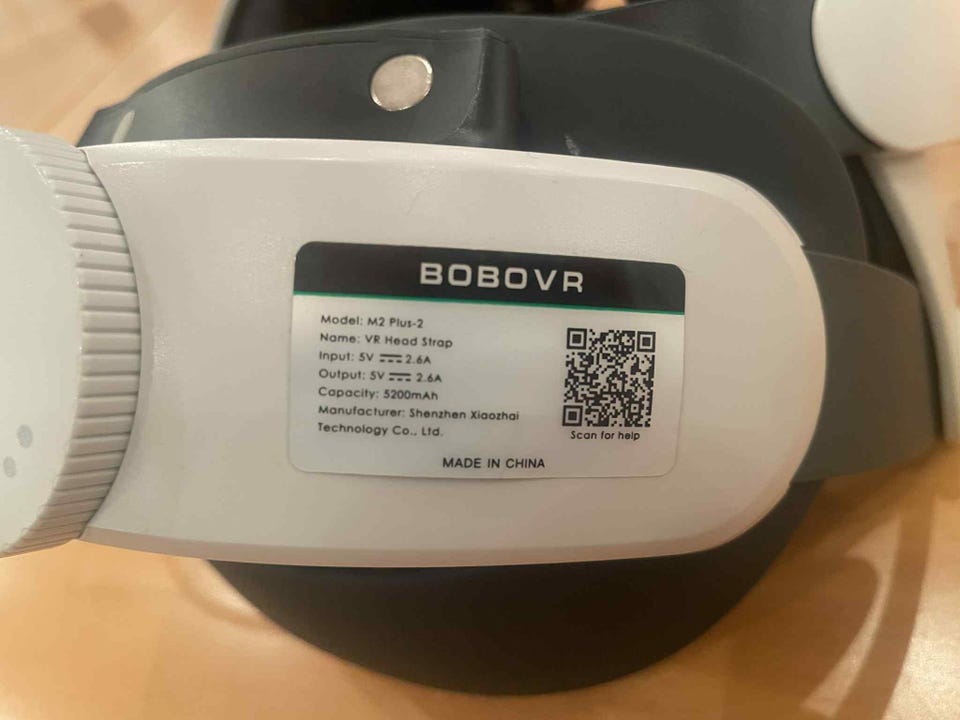 BOBOVR
Model: M2 Plus-2
Name: VR Head Strap
Input: 5V ⎓ 2.6A
Output: 5V ⎓ 2.6A
Capacity: 5200mAh
Manufacturer: Shenzhen Xiaozhai
Technology Co., Ltd.
Scan for help
MADE IN CHINA